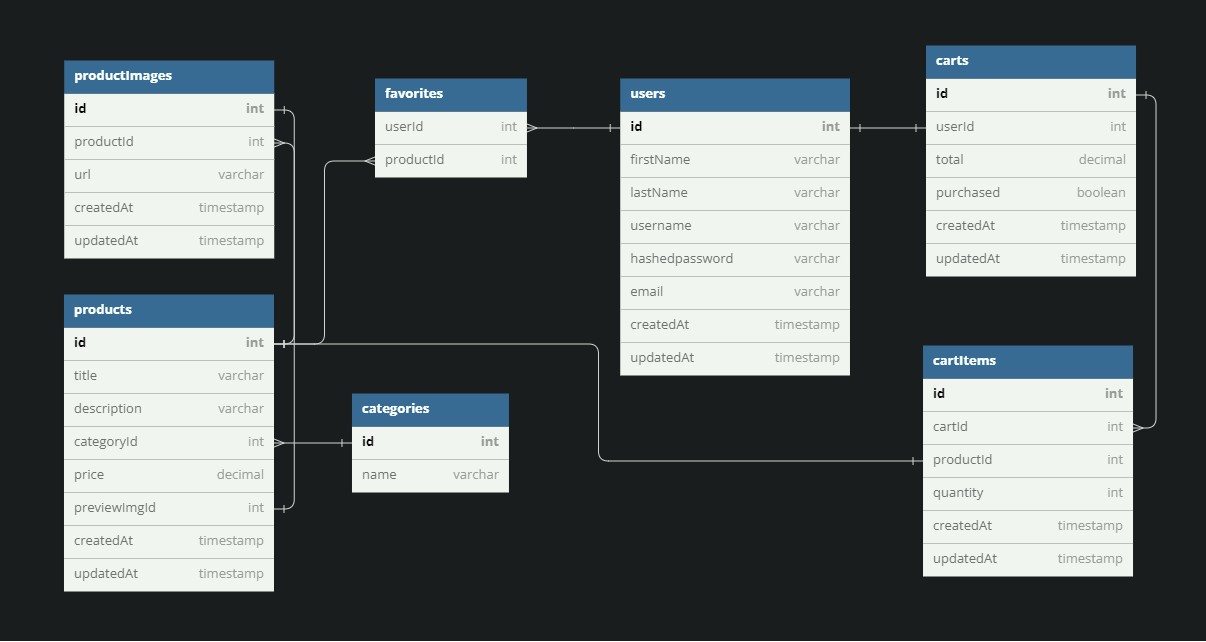 productImages
id int
productId int
url varchar
createdAt timestamp
updatedAt timestamp
products
id int
title varchar
description varchar
categoryId int
price decimal
previewImgId int
createdAt timestamp
updatedAt timestamp
favorites
userId int
productId int
categories
id int
name varchar
users
id int
firstName varchar
lastName varchar
username varchar
hashedpassword varchar
email varchar
createdAt timestamp
updatedAt timestamp
carts
id int
userId int
total decimal
purchased boolean
createdAt timestamp
updatedAt timestamp
cartItems
id int
cartId int
productId int
quantity int
createdAt timestamp
updatedAt timestamp